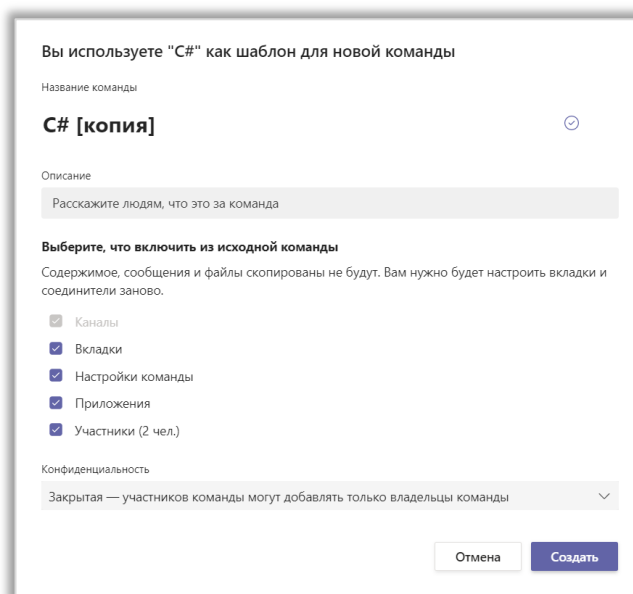 Вы используете "C#" как шаблон для новой команды
Название команды
C# [копия]
Описание
Расскажите людям, что это за команда
Выберите, что включить из исходной команды
Содержимое, сообщения и файлы скопированы не будут. Вам нужно будет настроить вкладки и
соединители заново.
Каналы
Вкладки
Настройки команды
Приложения
Участники (2 чел.)
Конфиденциальность
Закрытая — участников команды могут добавлять только владельцы команды
Отмена Создать